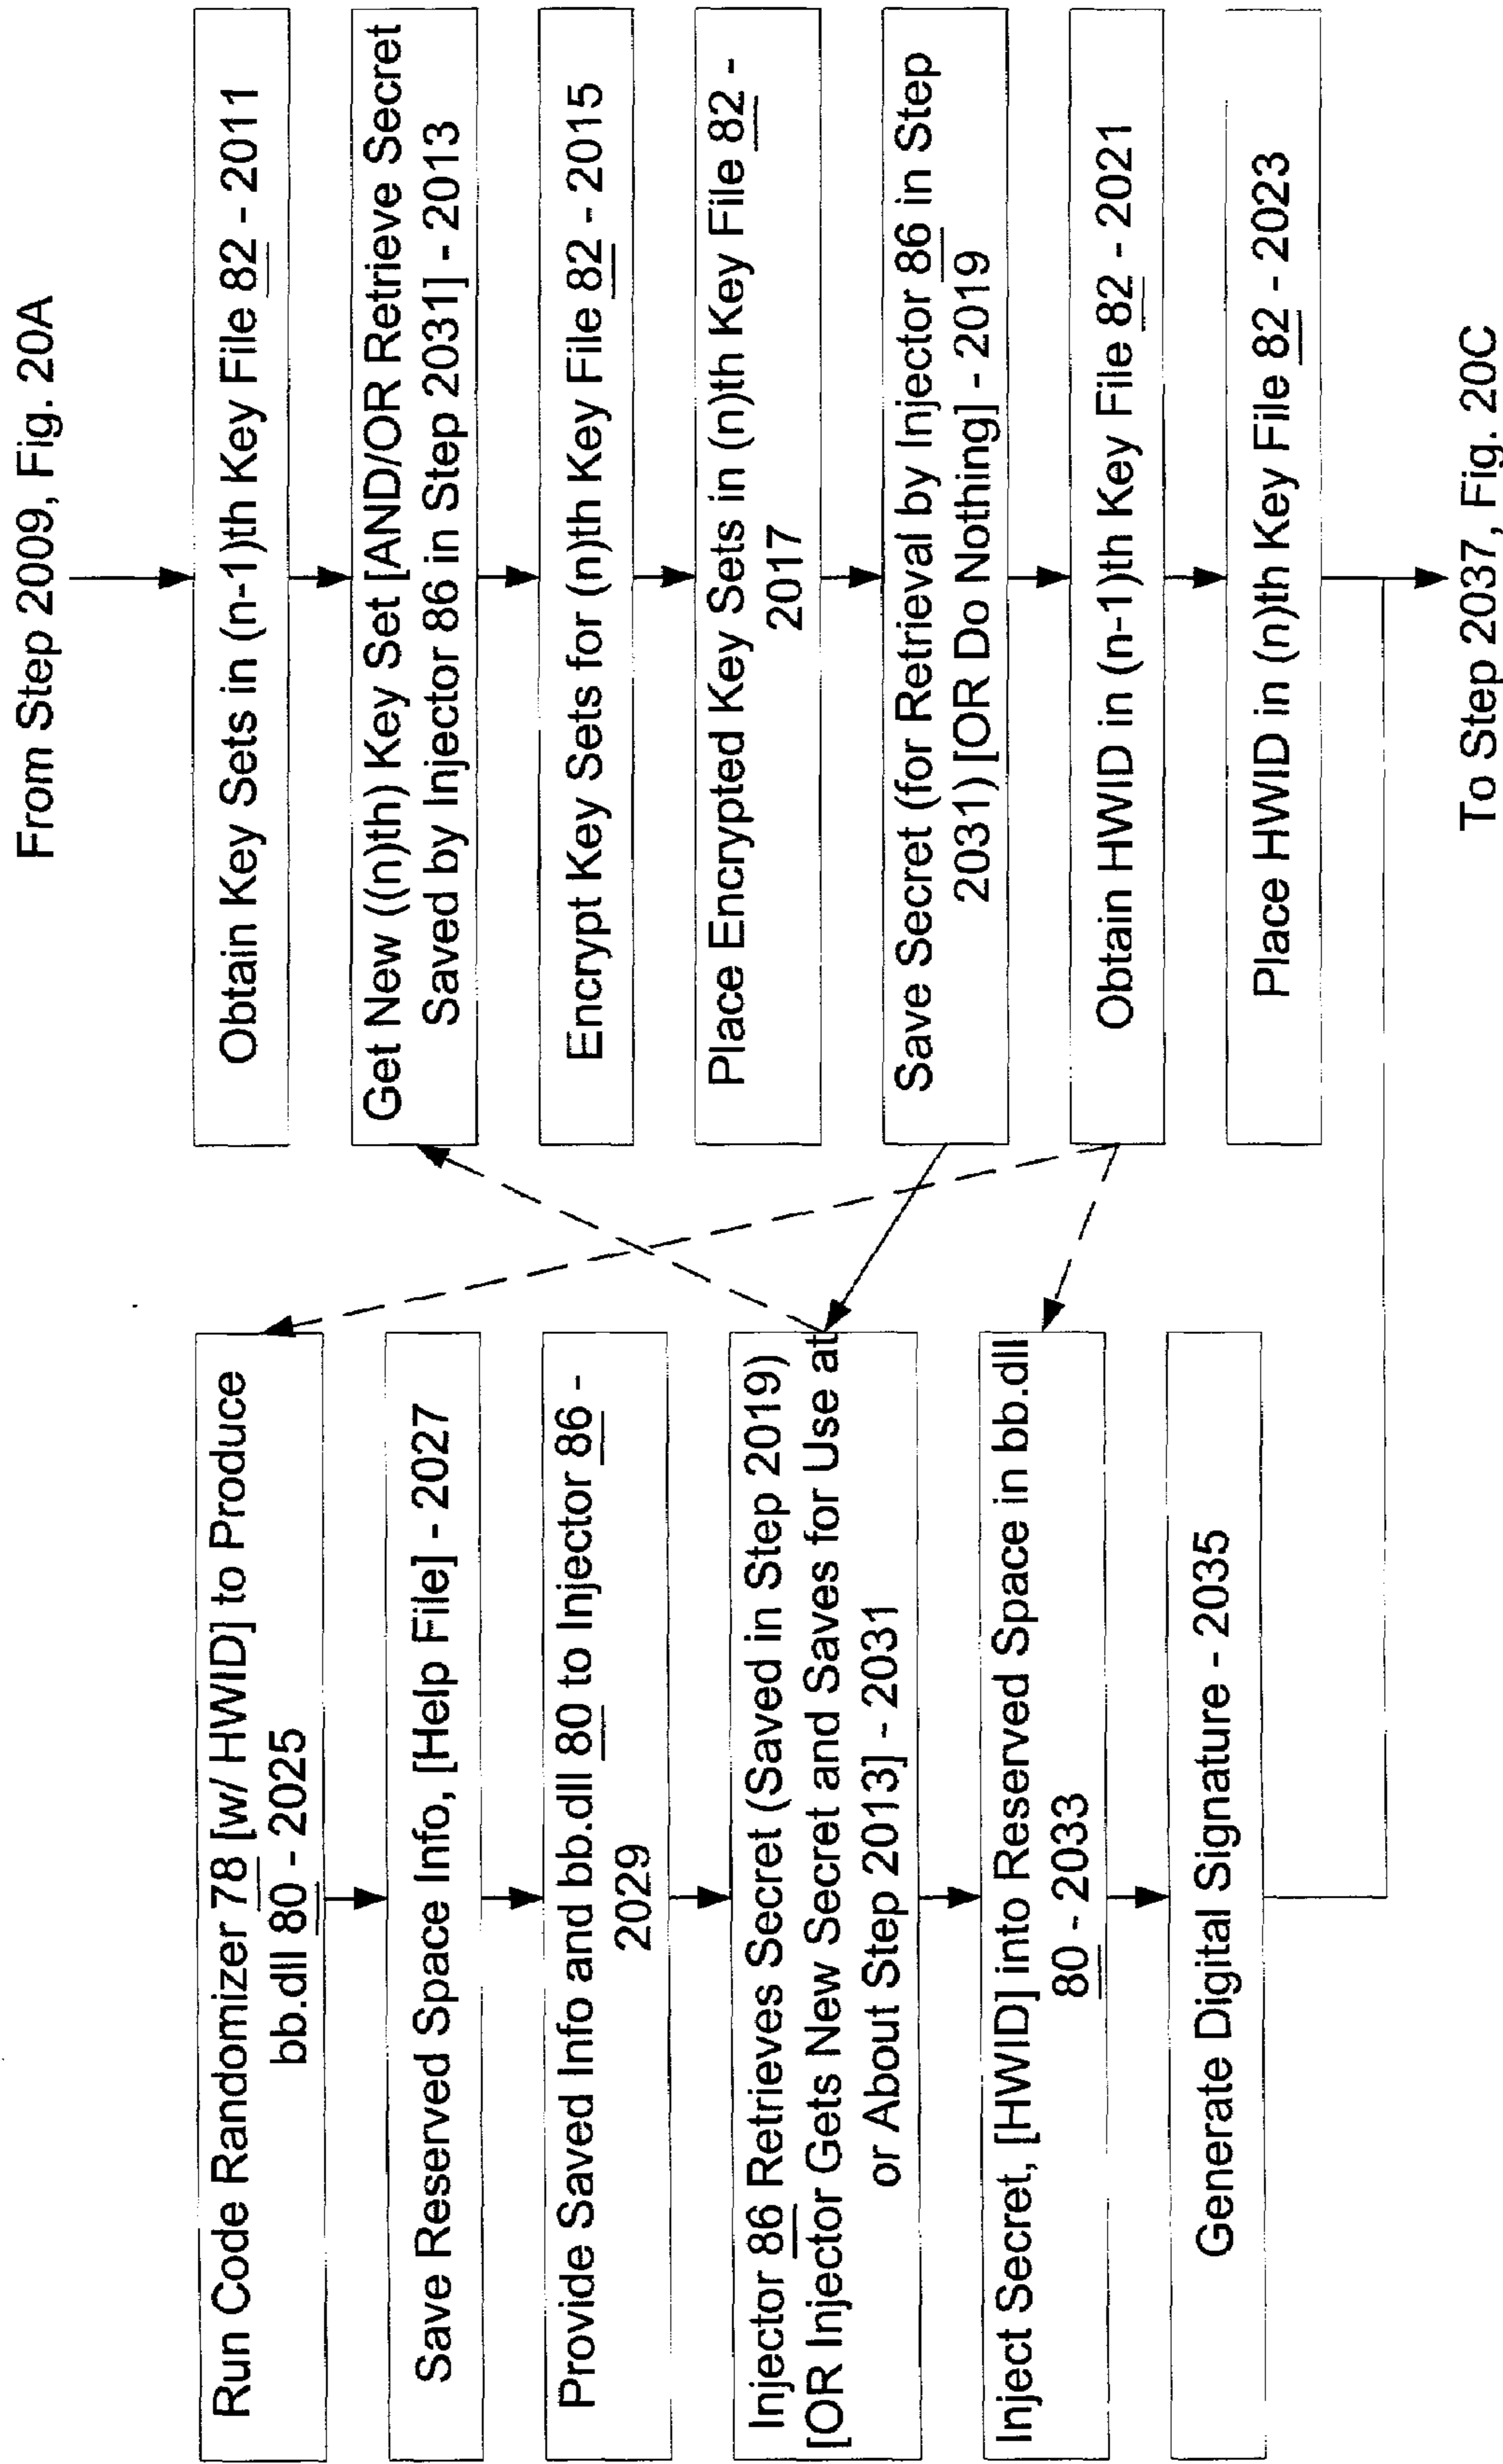 From Step 2009, Fig. 20A
Obtain Key Sets in (n-1)th Key File 82 - 2011
Get New ((n)th) Key Set [AND/OR Retrieve Secret
Saved by Injector 86 in Step 2031] - 2013
Encrypt Key Sets for (n)th Key File 82 - 2015
Place Encrypted Key Sets in (n)th Key File 82 -
2017
Save Secret (for Retrieval by Injector 86 in Step
2031) [OR Do Nothing] - 2019
Obtain HWID in (n-1)th Key File 82 - 2021
Place HWID in (n)th Key File 82 - 2023
Run Code Randomizer 78 [w/ HWID] to Produce
bb.dll 80 - 2025
Save Reserved Space Info, [Help File] - 2027
Provide Saved Info and bb.dll 80 to Injector 86 -
2029
Injector 86 Retrieves Secret (Saved in Step 2019)
[OR Injector Gets New Secret and Saves for Use at
or About Step 2013] - 2031
Inject Secret, [HWID] into Reserved Space in bb.dll
80 - 2033
Generate Digital Signature - 2035
To Step 2037, Fig. 20C